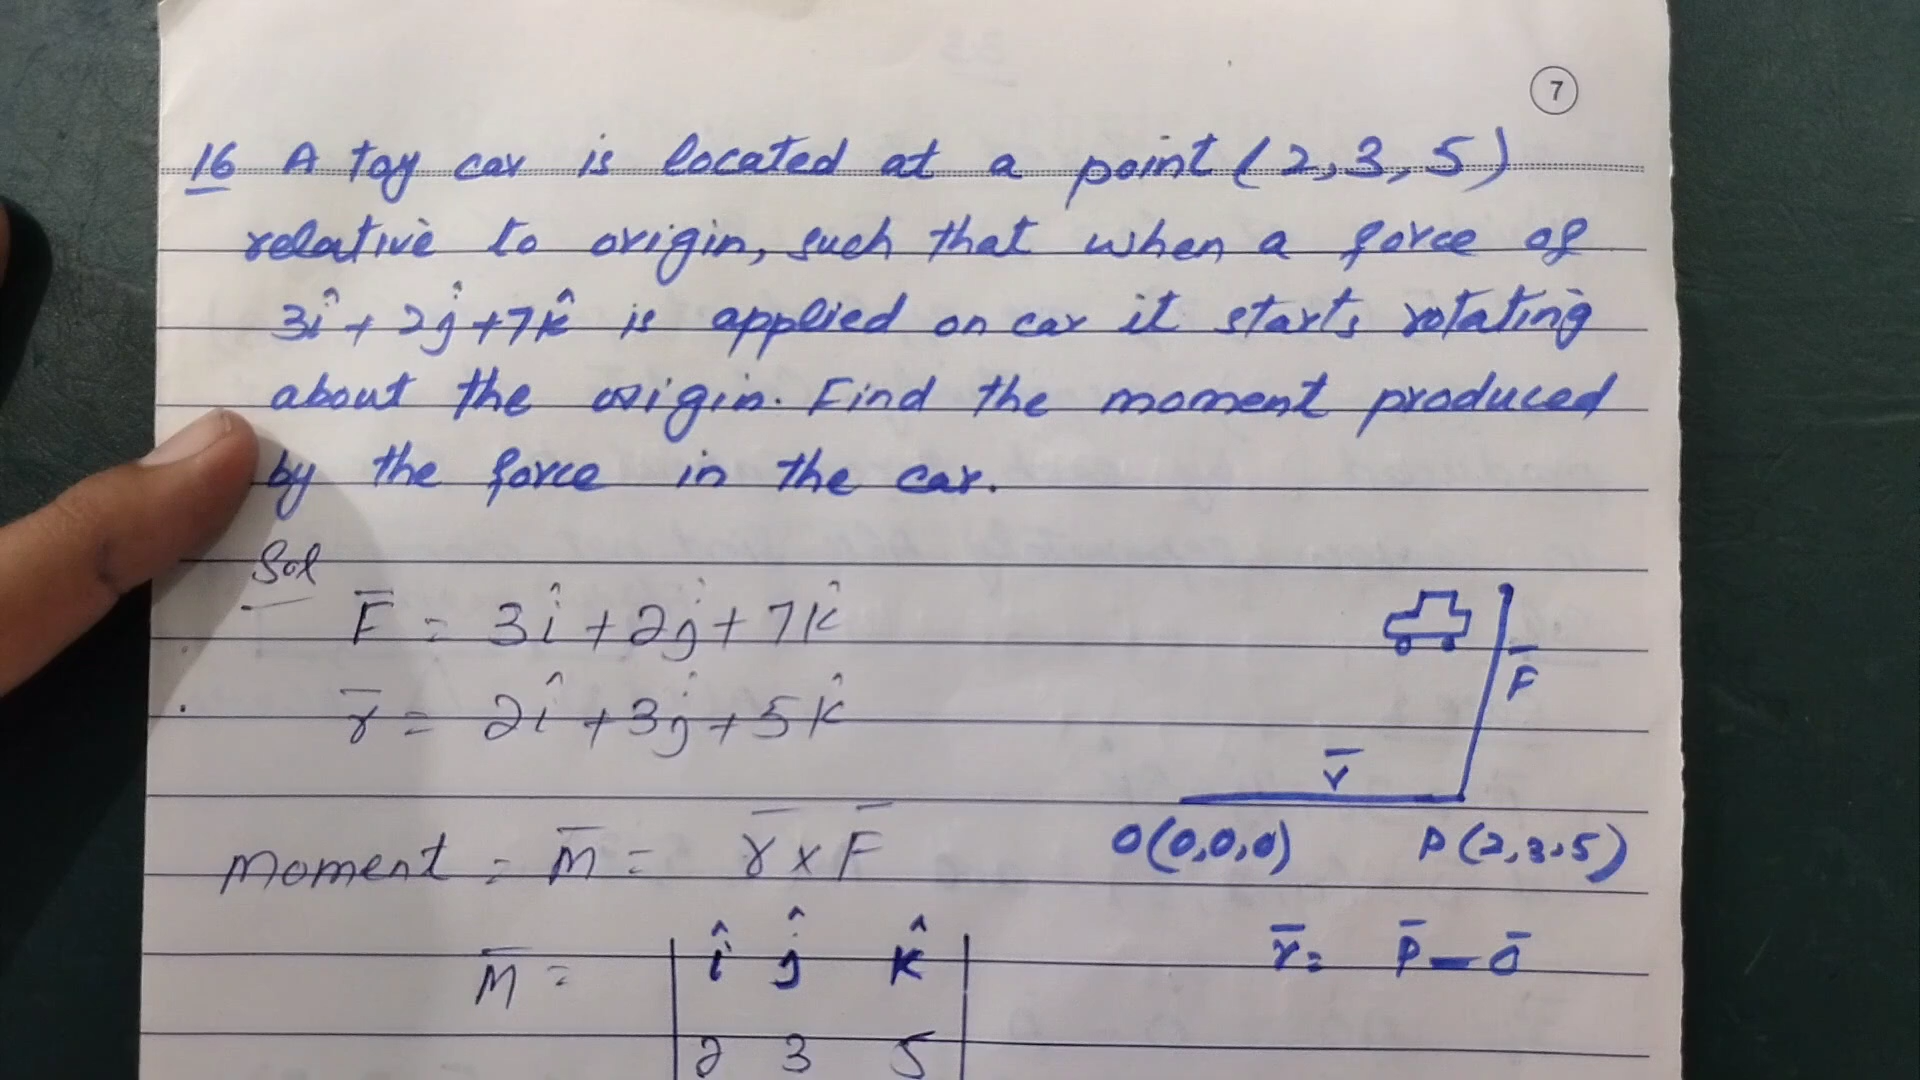 7
16 A toy car is located at a point (2,3,5)
relative to origin, such that when a force of
3î + 2ĵ + 7k̂ is applied on car it starts rotating
about the origin. Find the moment produced
by the force in the car.
Sol
F̄ = 3î + 2ĵ + 7k̂
r̄ = 2î + 3ĵ + 5k̂
F̄
r̄
O(0,0,0) P(2,3,5)
Moment = M̄ = r̄ × F̄
r̄ = P̄ - Ō
M̄ = | î ĵ k̂ |
2 3 5